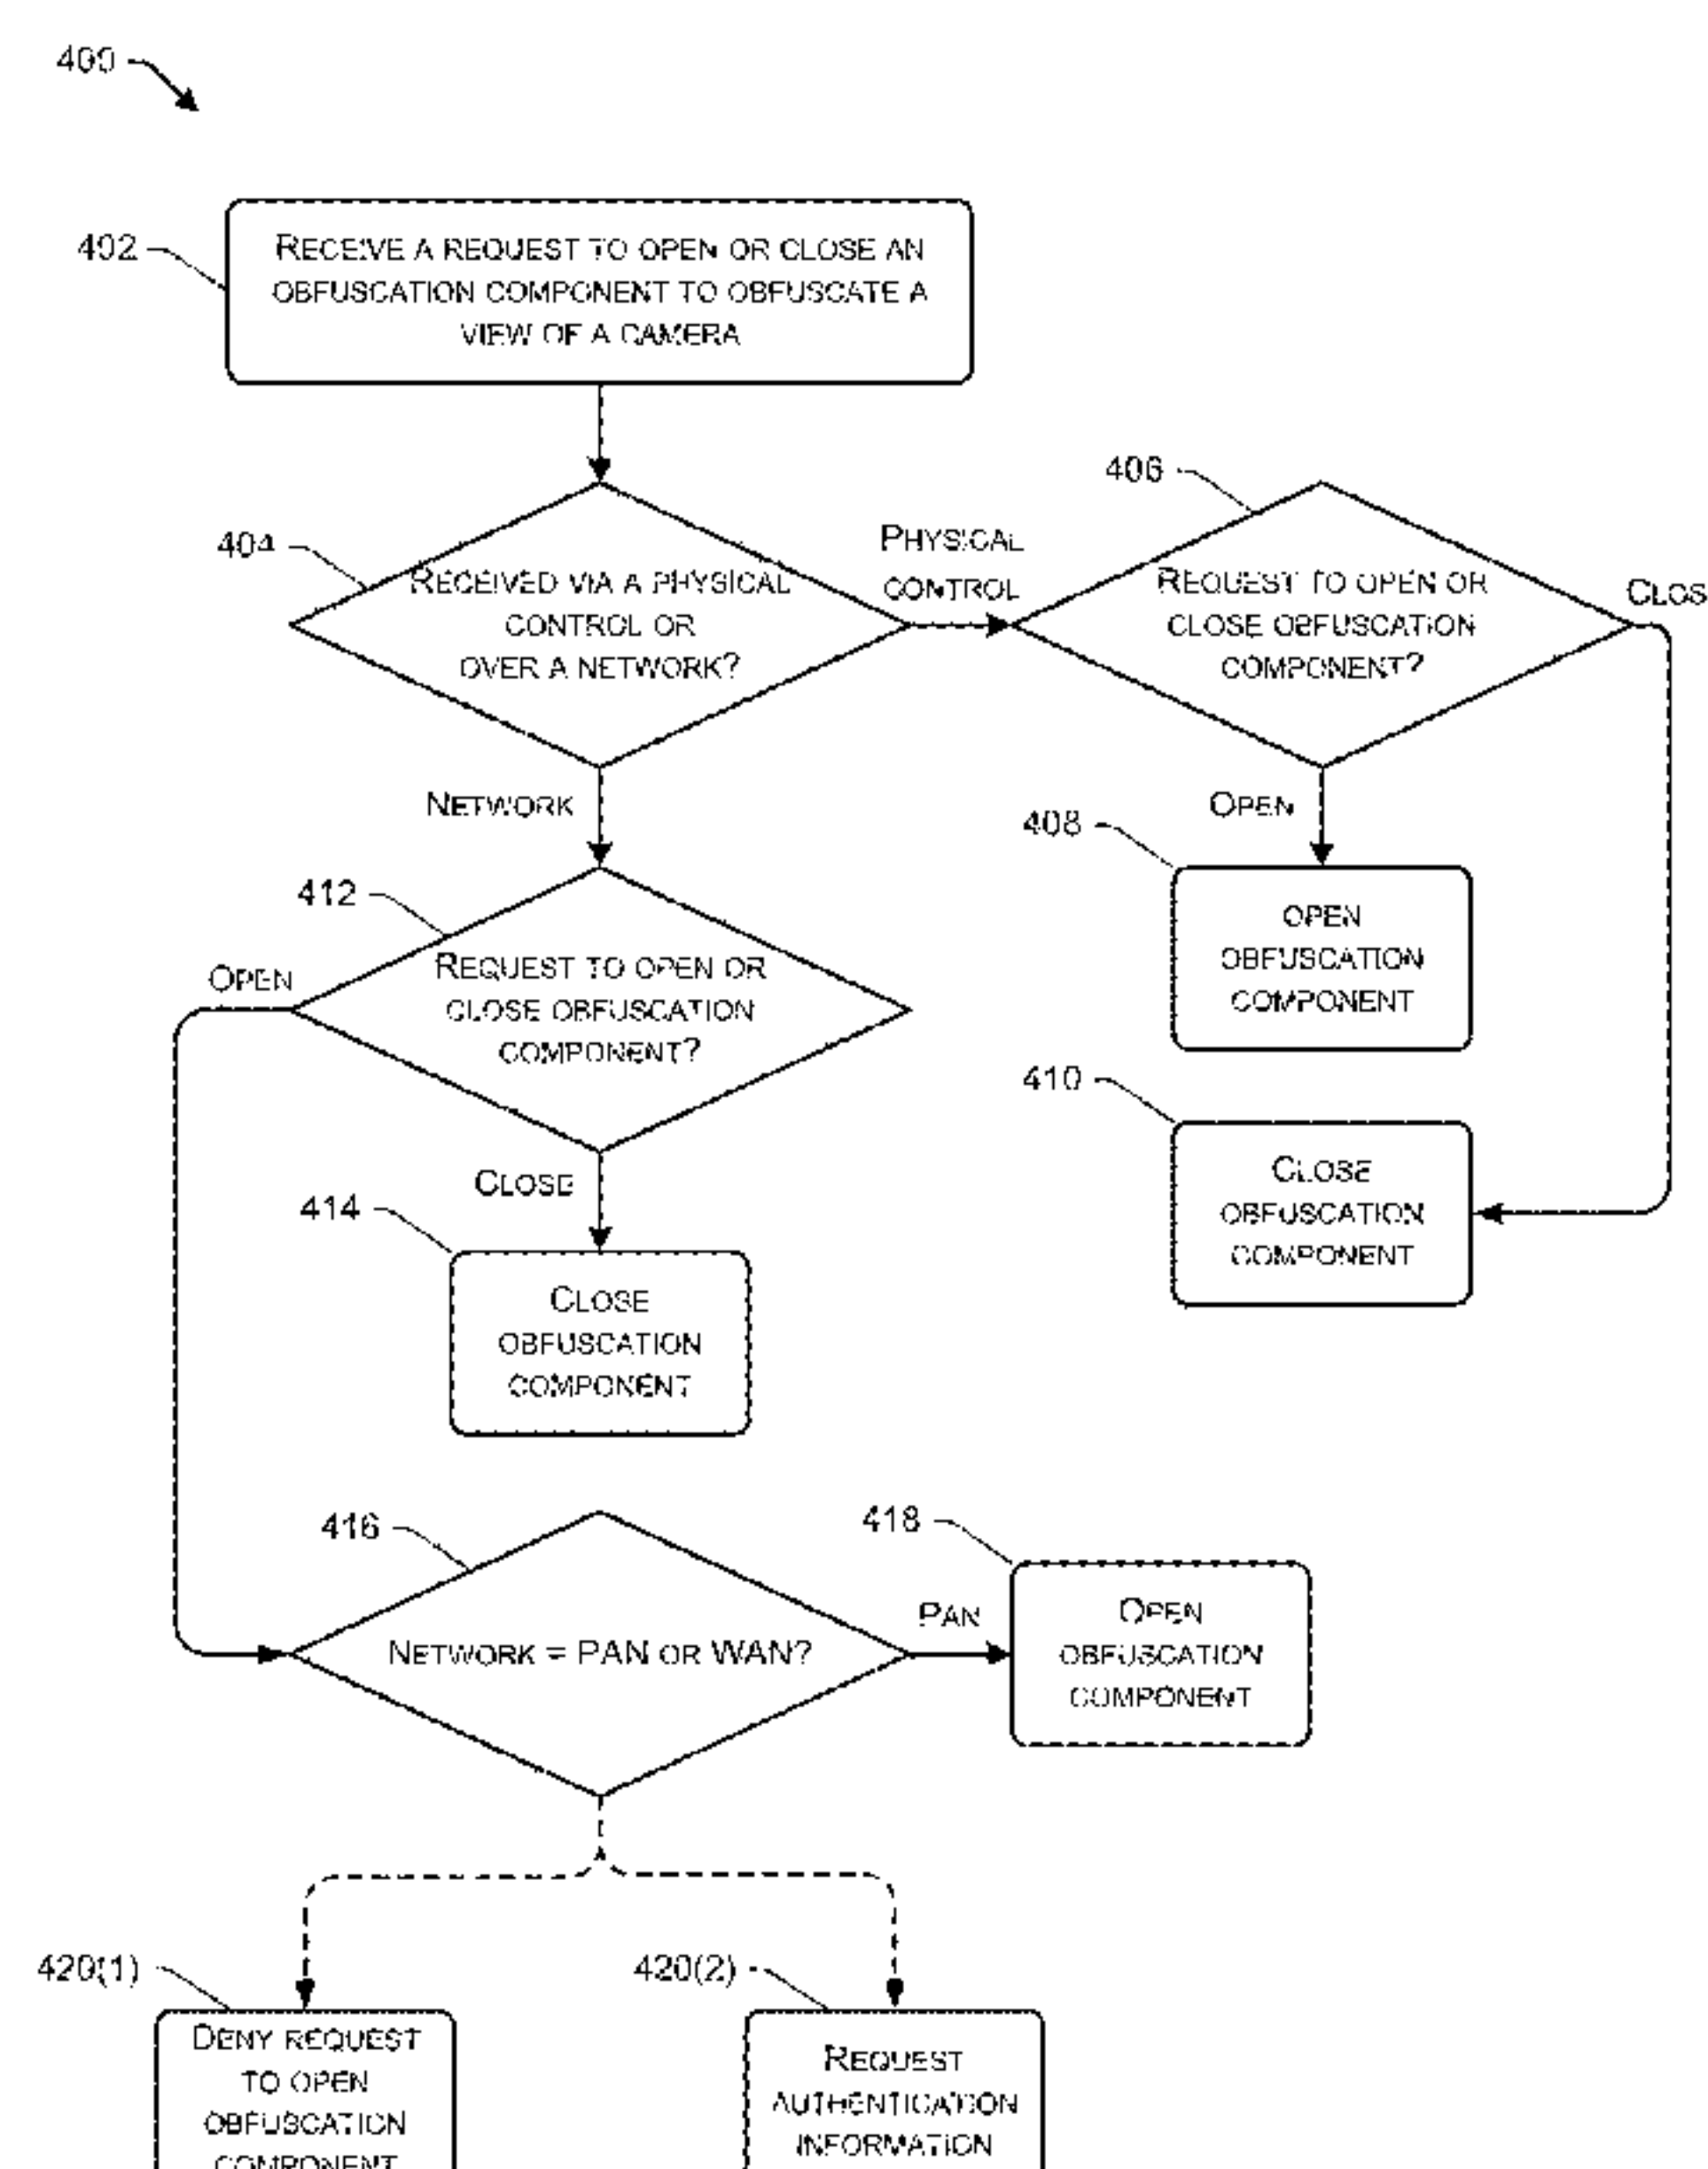 400
402
RECEIVE A REQUEST TO OPEN OR CLOSE AN
OBFUSCATION COMPONENT TO OBFUSCATE A
VIEW OF A CAMERA
404
RECEIVED VIA A PHYSICAL
CONTROL OR
OVER A NETWORK?
PHYSICAL
CONTROL
406
REQUEST TO OPEN OR
CLOSE OBFUSCATION
COMPONENT?
CLOS
NETWORK
OPEN
408
OPEN
OBFUSCATION
COMPONENT
410
CLOSE
OBFUSCATION
COMPONENT
412
OPEN
REQUEST TO OPEN OR
CLOSE OBFUSCATION
COMPONENT?
CLOSE
414
CLOSE
OBFUSCATION
COMPONENT
416
NETWORK = PAN OR WAN?
PAN
418
OPEN
OBFUSCATION
COMPONENT
420(1)
DENY REQUEST
TO OPEN
OBFUSCATION
COMPONENT
420(2)
REQUEST
AUTHENTICATION
INFORMATION